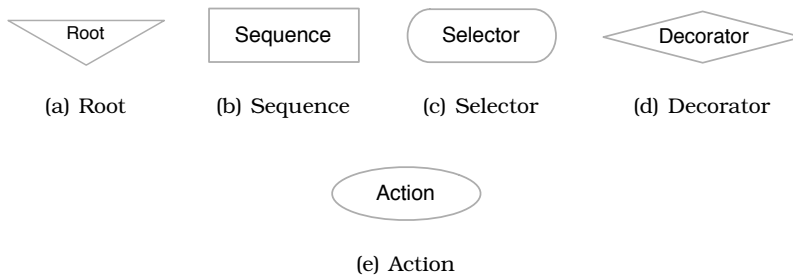 Root
Sequence
Selector
Decorator
(a) Root
(b) Sequence
(c) Selector
(d) Decorator
Action
(e) Action